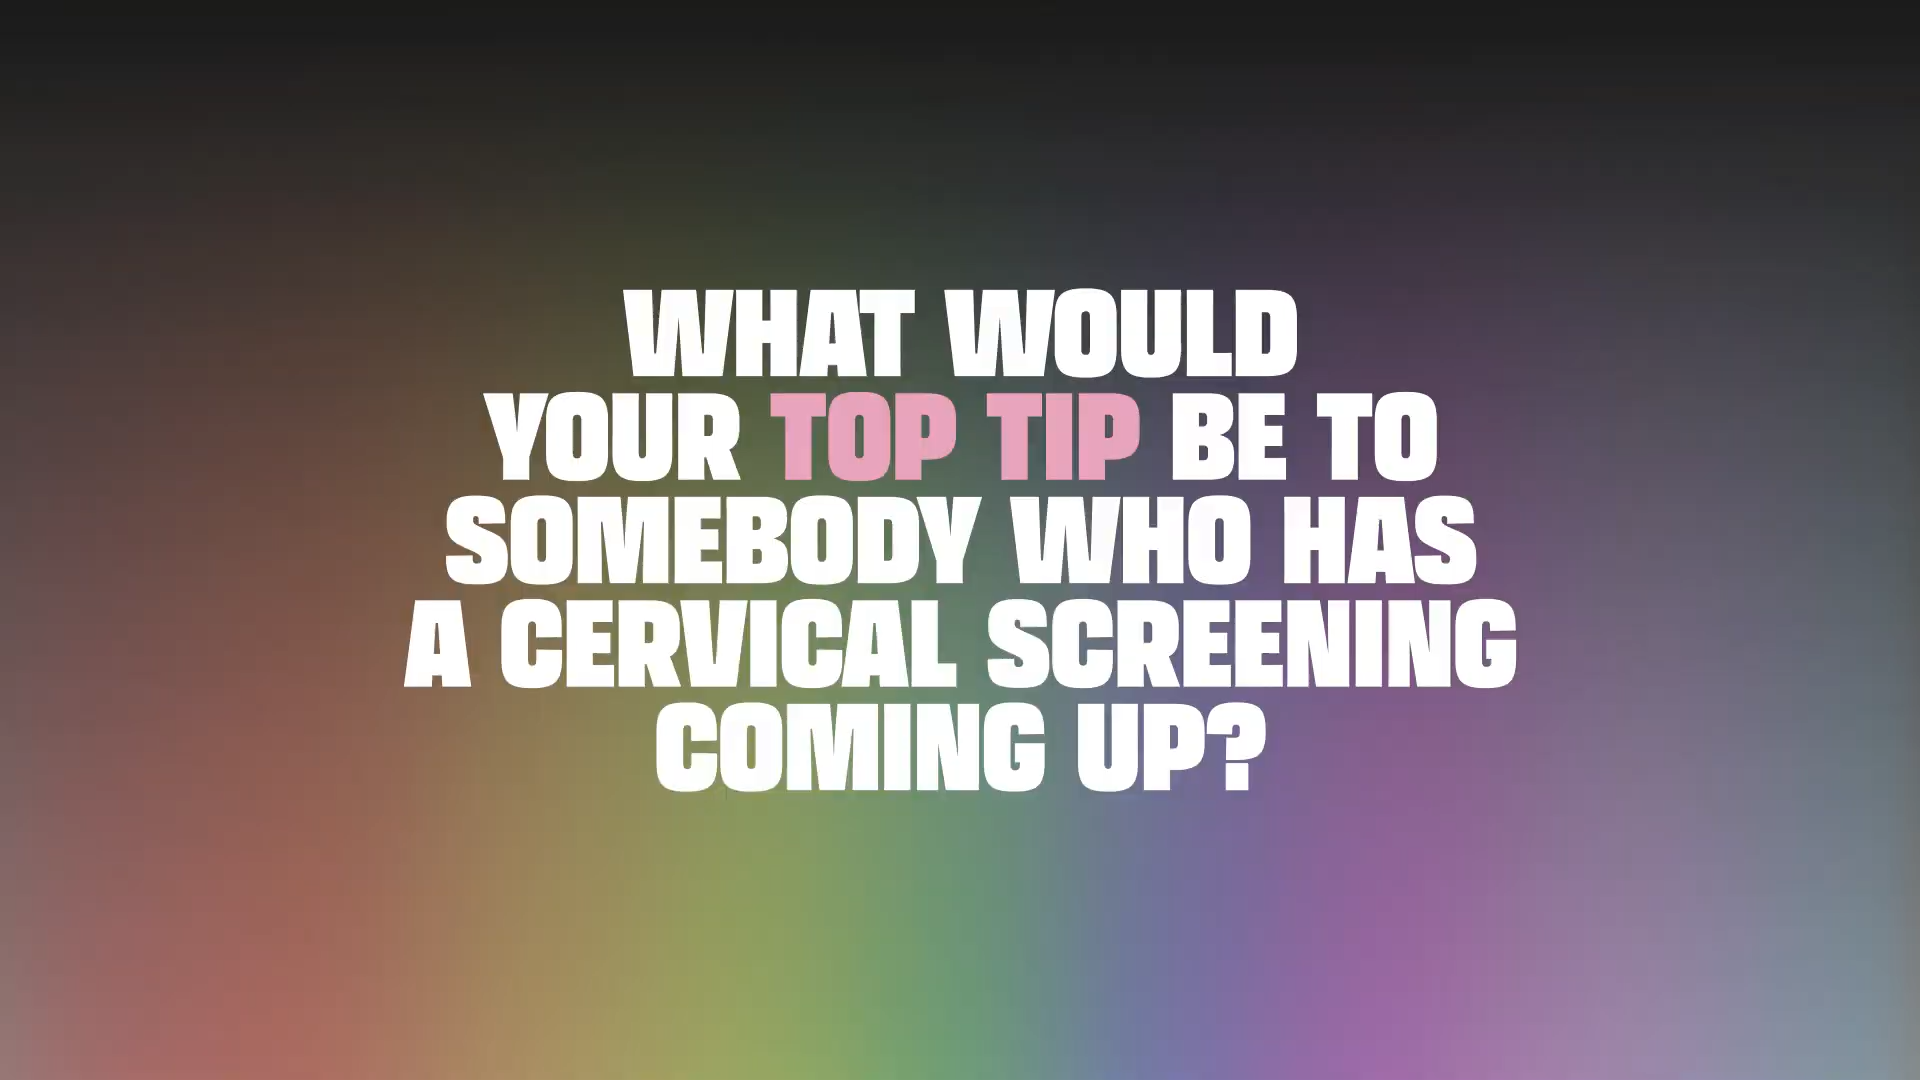 WHAT WOULD
YOUR TOP TIP BE TO
SOMEBODY WHO HAS
A CERVICAL SCREENING
COMING UP?